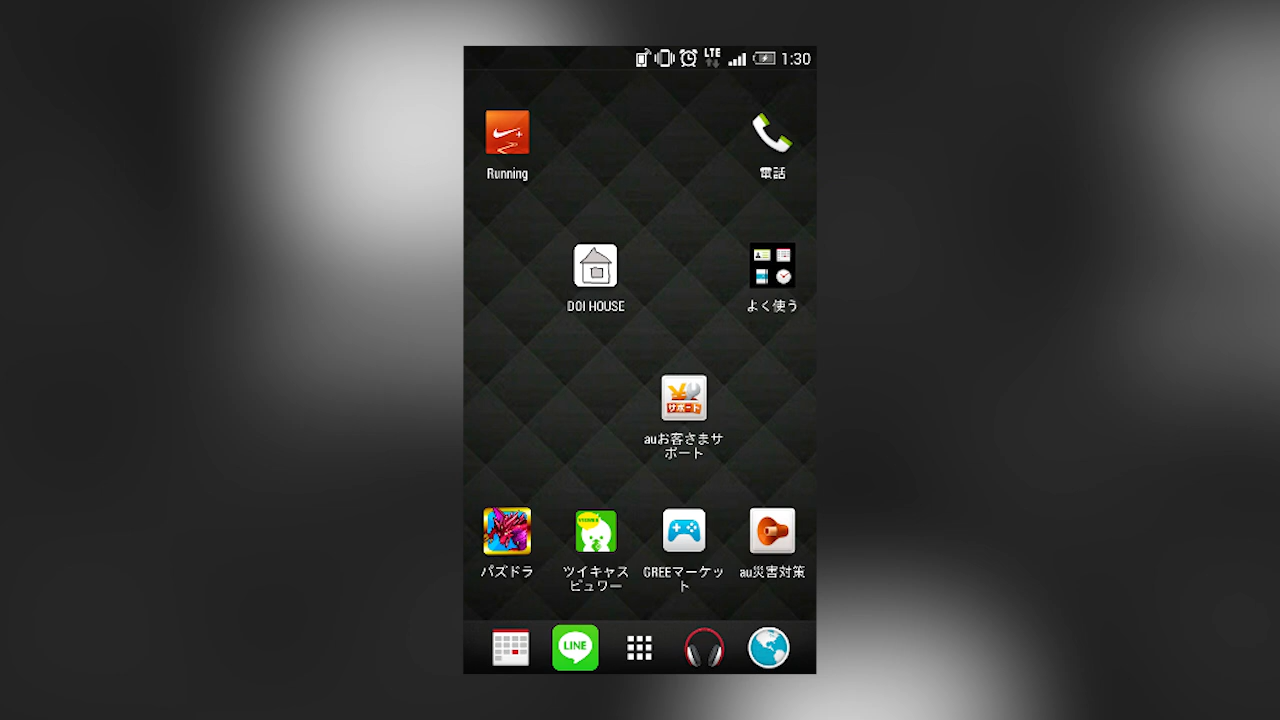 LTE
1:30
Running
電話
DOI HOUSE
よく使う
サポート
auお客さまサ
ポート
パズドラ
ツイキャス
ビュワー
GREEマーケッ
ト
au災害対策
LINE